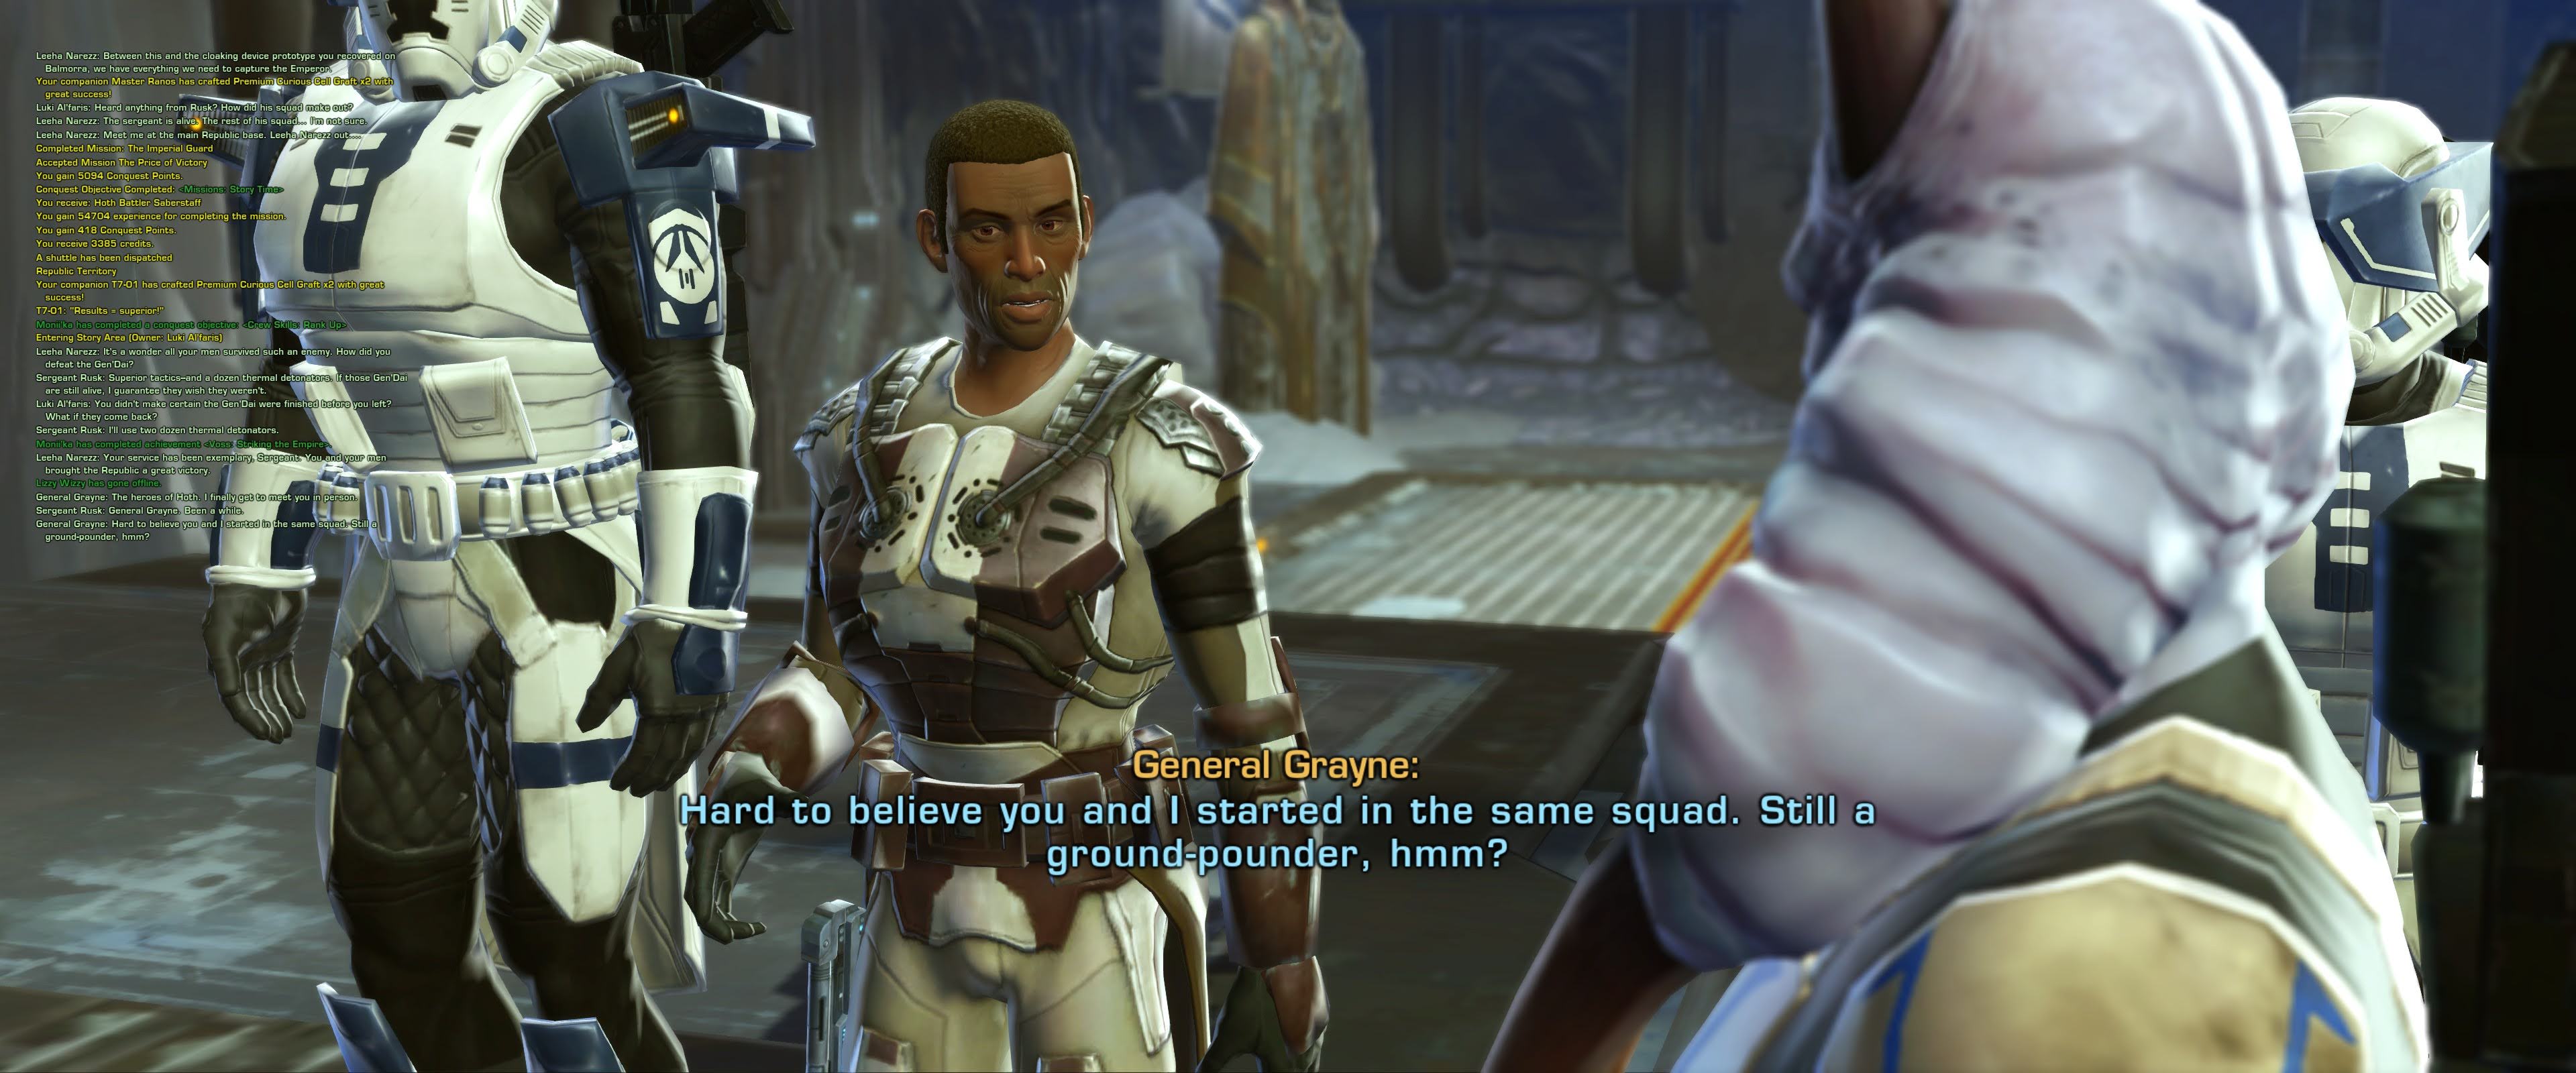 Leeha Narezz: Between this and the cloaking device prototype you recovered on
Balmorra, we have everything we need to capture the Emperor.
Your companion Master Ranos has crafted Premium Curious Cell Graft x2 with
great success!
Luki Al'faris: Heard anything from Rusk? How did his squad make out?
Leeha Narezz: The sergeant is alive. The rest of his squad... I'm not sure.
Leeha Narezz: Meet me at the main Republic base. Leeha Narezz out....
Completed Mission: The Imperial Guard
Accepted Mission The Price of Victory
You gain 5094 Conquest Points.
Conquest Objective Completed: <Missions: Story Time>
You receive: Hoth Battler Saberstaff
You gain 54704 experience for completing the mission.
You gain 418 Conquest Points.
You receive 3385 credits.
A shuttle has been dispatched
Republic Territory
Your companion T7-01 has crafted Premium Curious Cell Graft x2 with great
success!
T7-01: "Results = superior!"
Monii'ka has completed a conquest objective: <Crew Skills: Rank Up>
Entering Story Area (Owner: Luki Al'faris)
Leeha Narezz: It's a wonder all your men survived such an enemy. How did you
defeat the Gen'Dai?
Sergeant Rusk: Superior tactics—and a dozen thermal detonators. If those Gen'Dai
are still alive, I guarantee they wish they weren't.
Luki Al'faris: You didn't make certain the Gen'Dai were finished before you left?
What if they come back?
Sergeant Rusk: I'll use two dozen thermal detonators.
Monii'ka has completed achievement <Voss: Striking the Empire>.
Leeha Narezz: Your service has been exemplary, Sergeant. You and your men
brought the Republic a great victory.
Lizzy Wizzy has gone offline.
General Grayne: The heroes of Hoth. I finally get to meet you in person.
Sergeant Rusk: General Grayne. Been a while.
General Grayne: Hard to believe you and I started in the same squad. Still a
ground-pounder, hmm?
General Grayne:
Hard to believe you and I started in the same squad. Still a
ground-pounder, hmm?